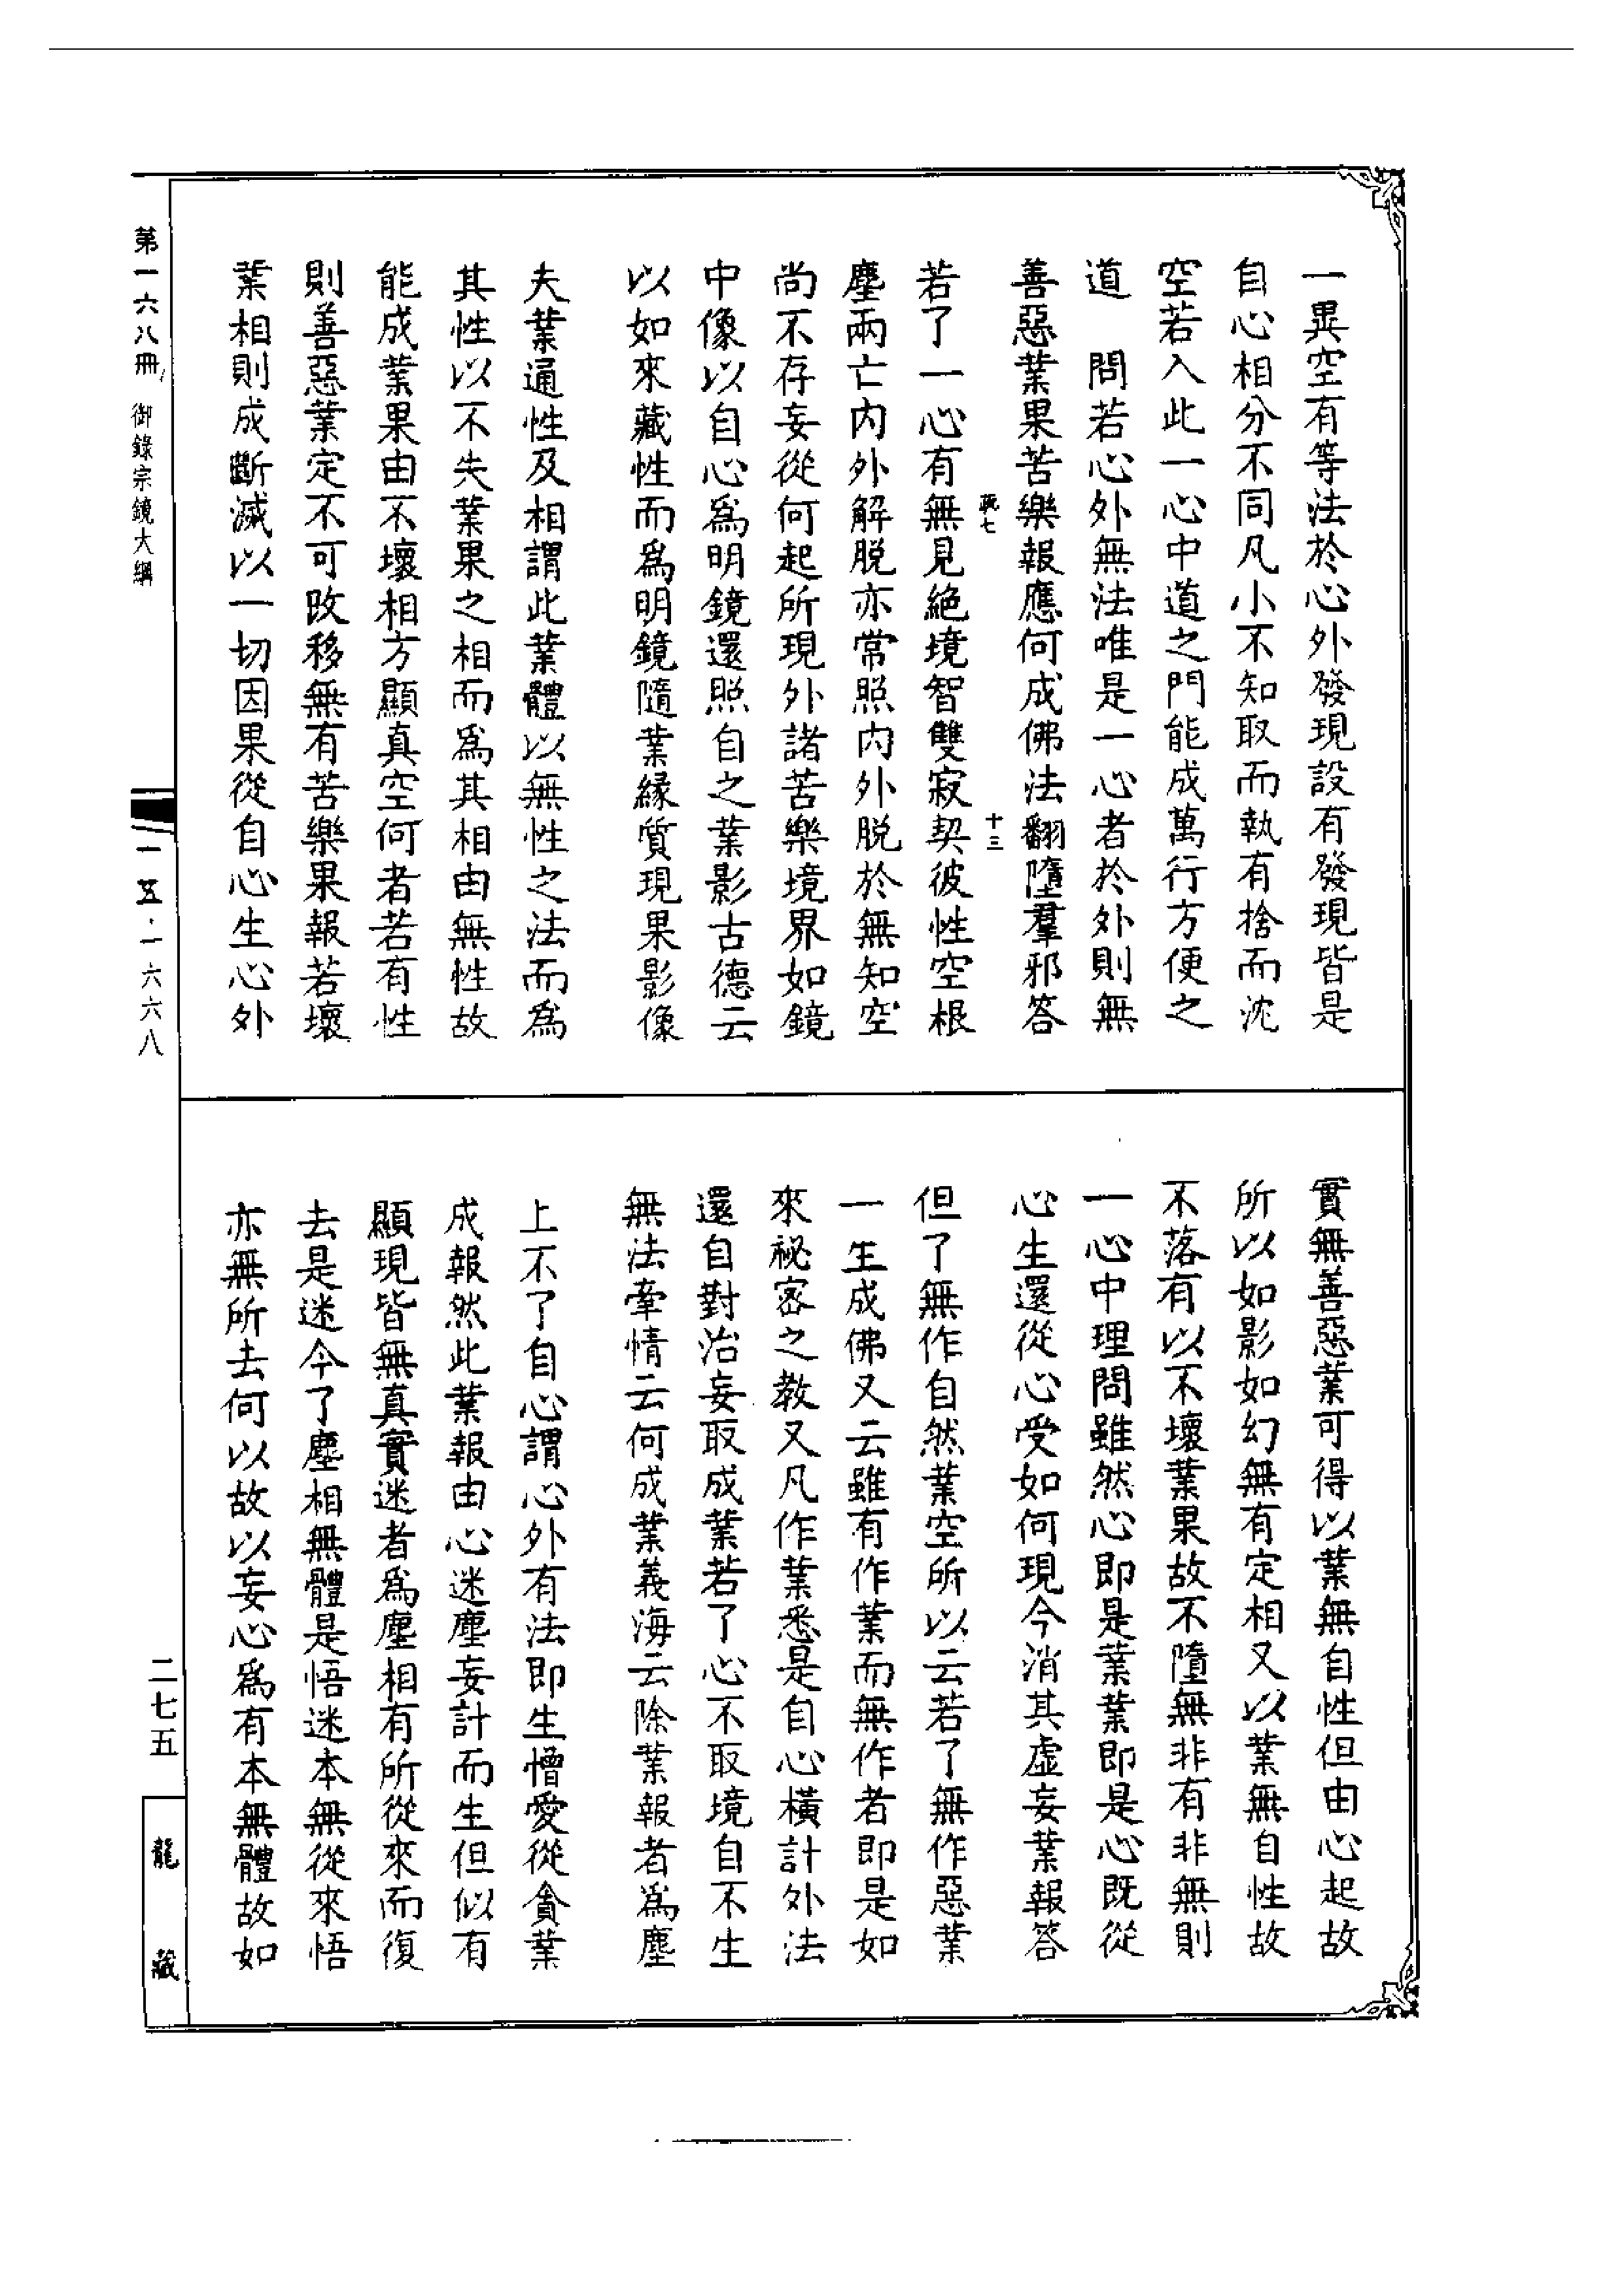 一異空有等法於心外發現設有發現皆是
自心相分不同凡小不知取而執有捨而沈
空若入此一心中道之門能成萬行方便之
道　問若心外無法唯是一心者於外則無
善惡業果苦樂報應何成佛法翻墮羣邪答
七　十三
若了一心有無見絕境智雙寂契彼性空根
塵兩亡內外解脫亦常照內外脫於無知空
尚不存妄從何起所現外諸苦樂境界如鏡
中像以自心爲明鏡還照自之業影古德云
以如來藏性而爲明鏡隨業緣質現果影像
夫業通性及相謂此業體以無性之法而爲
其性以不失業果之相而爲其相由無性故
能成業果由不壞相方顯真空何者若有性
則善惡業定不可改移無有苦樂果報若壞
業相則成斷滅以一切因果從自心生心外
實無善惡業可得以業無自性但由心起故
所以如影如幻無有定相又以業無自性故
不落有以不壞業果故不墮無非有非無則
一心中理問雖然心即是業業即是心既從
心生還從心受如何現今消其虛妄業報答
但了無作自然業空所以云若了無作惡業
一生成佛又云雖有作業而無作者即是如
來祕密之教又凡作業悉是自心橫計外法
還自對治妄取成業若了心不取境自不生
無法牽情云何成業義海云除業報者爲塵
上不了自心謂心外有法即生憎愛從貪業
成報然此業報由心迷塵妄計而生但似有
顯現皆無真實迷者爲塵相有所從來而復
去是迷今了塵相無體是悟迷本無從來悟
亦無所去何以故以妄心爲有本無體故如
第一六八冊　御錄宗鏡大綱
一五·一六六八
二七五
龍藏